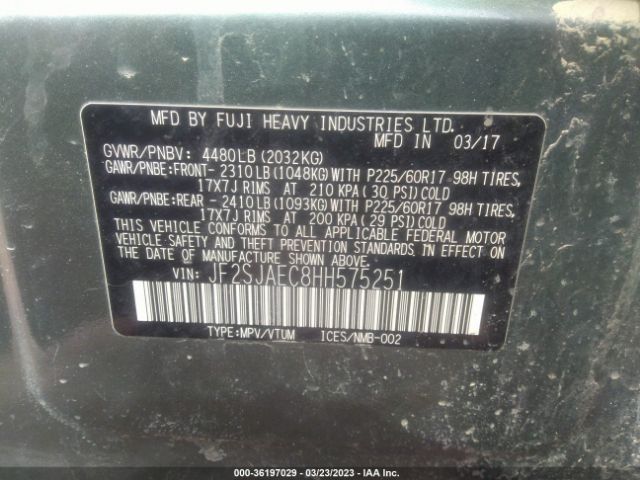 MFD BY FUJI HEAVY INDUSTRIES LTD.
MFD IN 03/17
GVWR/PNBV: 4480LB(2032KG)
GAWR/PNBE:FRONT- 2310LB(1048KG)WITH P225/60R17 98H TIRES,
17X7J RIMS AT 210 KPA(30 PSI)COLD
GAWR/PNBE:REAR - 2410LB(1093KG)WITH P225/60R17 98H TIRES,
17X7J RIMS AT 200 KPA(29 PSI)COLD
THIS VEHICLE CONFORMS TO ALL APPLICABLE FEDERAL MOTOR
VEHICLE SAFETY AND THEFT PREVENTION STANDARDS IN EFFECT ON
THE DATE OF MANUFACTURE SHOWN ABOVE.
VIN: JF2SJAEC8HH575251
TYPE:MPV/VTUM ICES/NMB-002
000-36197029 — 03/23/2023 — IAA Inc.